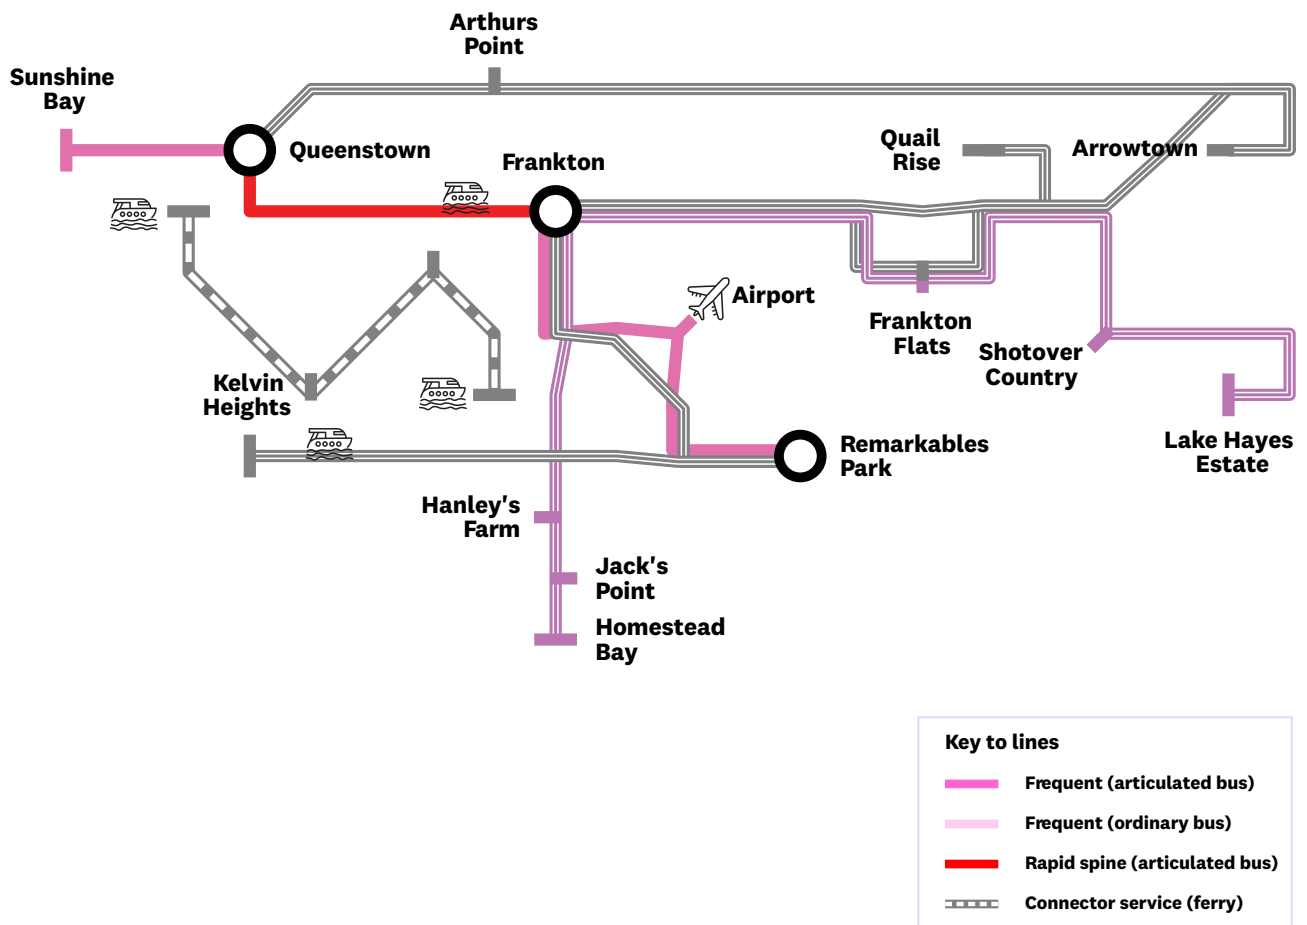 Arthurs
Point
Sunshine
Bay
Queenstown
Frankton
Quail
Rise
Arrowtown
Airport
Frankton
Flats
Shotover
Country
Kelvin
Heights
Lake Hayes
Estate
Remarkables
Park
Hanley's
Farm
Jack's
Point
Homestead
Bay
Key to lines
Frequent (articulated bus)
Frequent (ordinary bus)
Rapid spine (articulated bus)
Connector service (ferry)